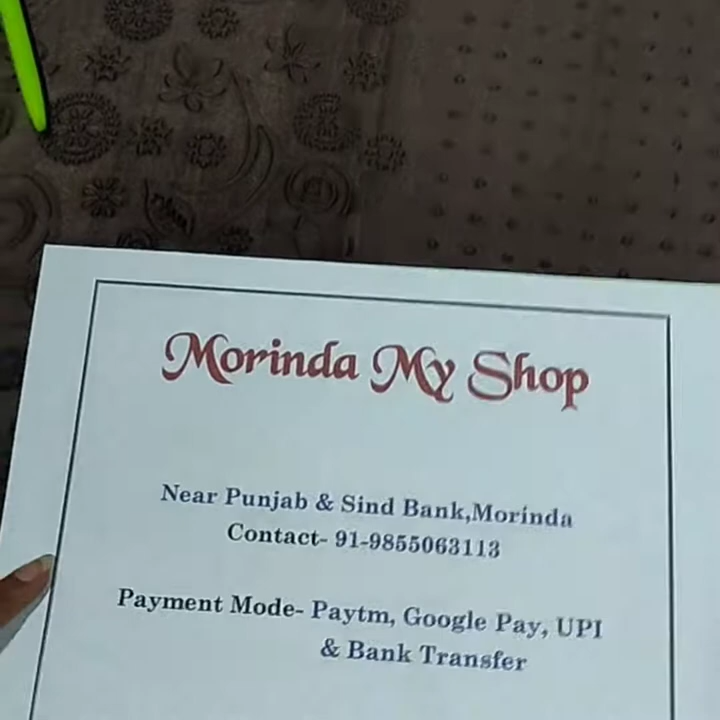 Morinda My Shop
Near Punjab & Sind Bank,Morinda
Contact- 91-9855063113
Payment Mode- Paytm, Google Pay, UPI
& Bank Transfer